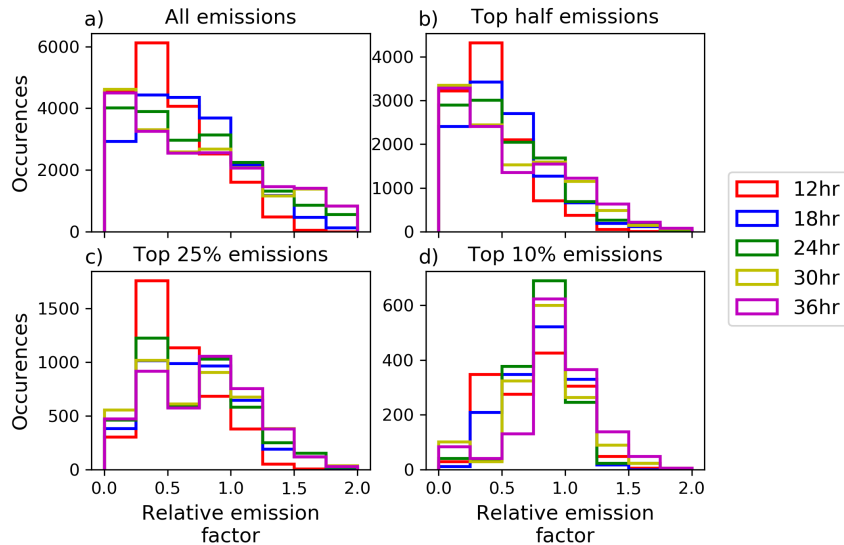 a) All emissions
b) Top half emissions
6000
4000
2000
0
Occurences
4000
3000
2000
1000
0
c) Top 25% emissions
d) Top 10% emissions
1500
1000
500
0
Occurences
600
400
200
0
0.0 0.5 1.0 1.5 2.0
Relative emission
factor
0.0 0.5 1.0 1.5 2.0
Relative emission
factor
12hr
18hr
24hr
30hr
36hr